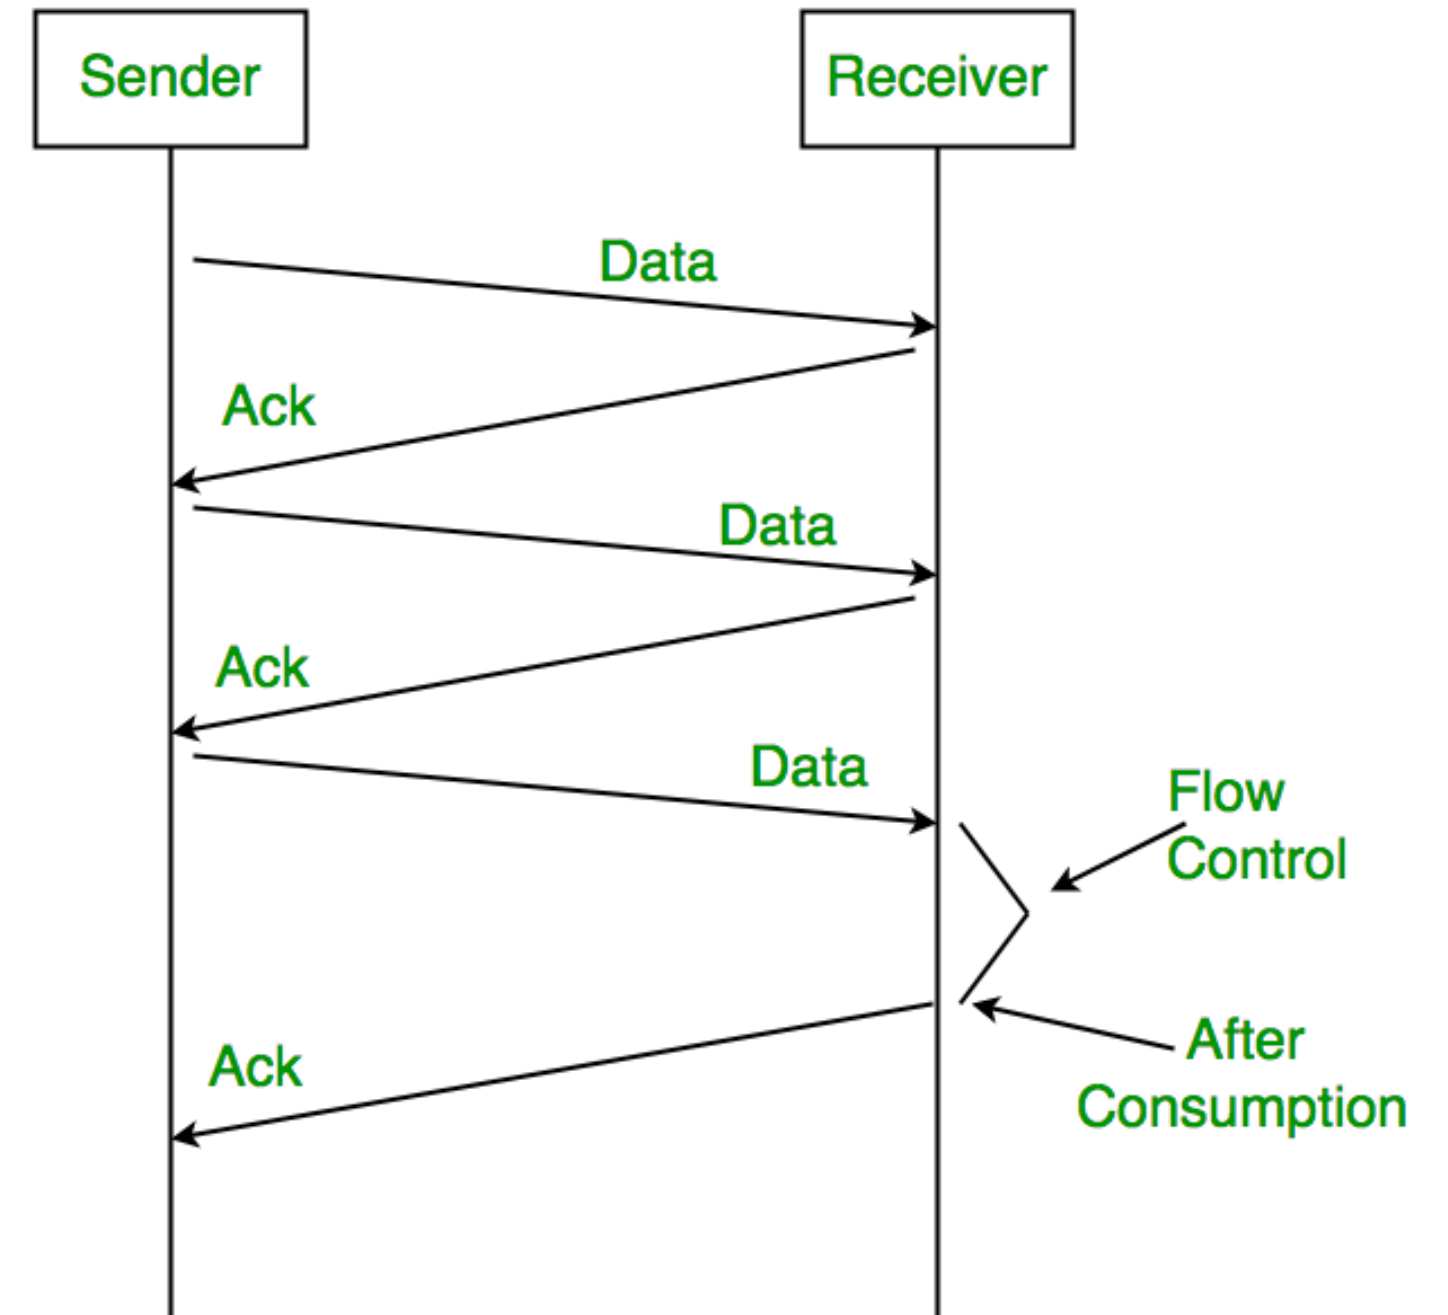 Sender
Receiver
Data
Ack
Data
Ack
Data
Flow
Control
After
Consumption
Ack